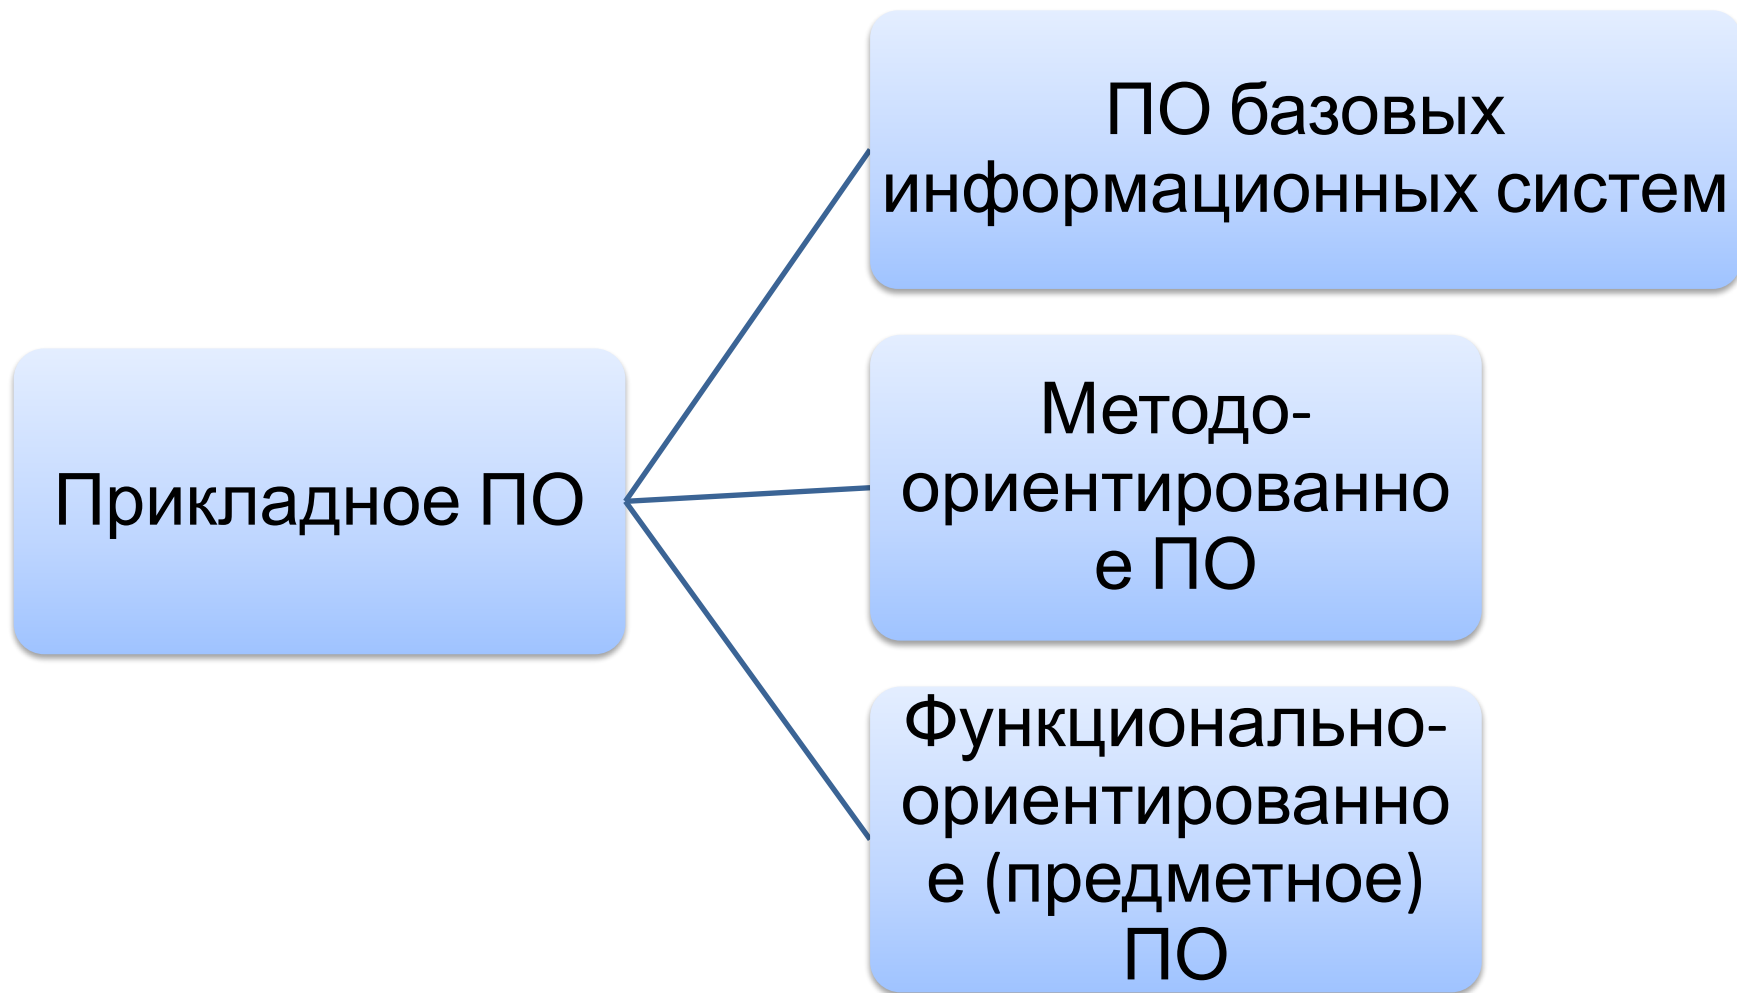 ПО базовых
информационных систем
Прикладное ПО
Методо-
ориентированно
е ПО
Функционально-
ориентированно
е (предметное)
ПО